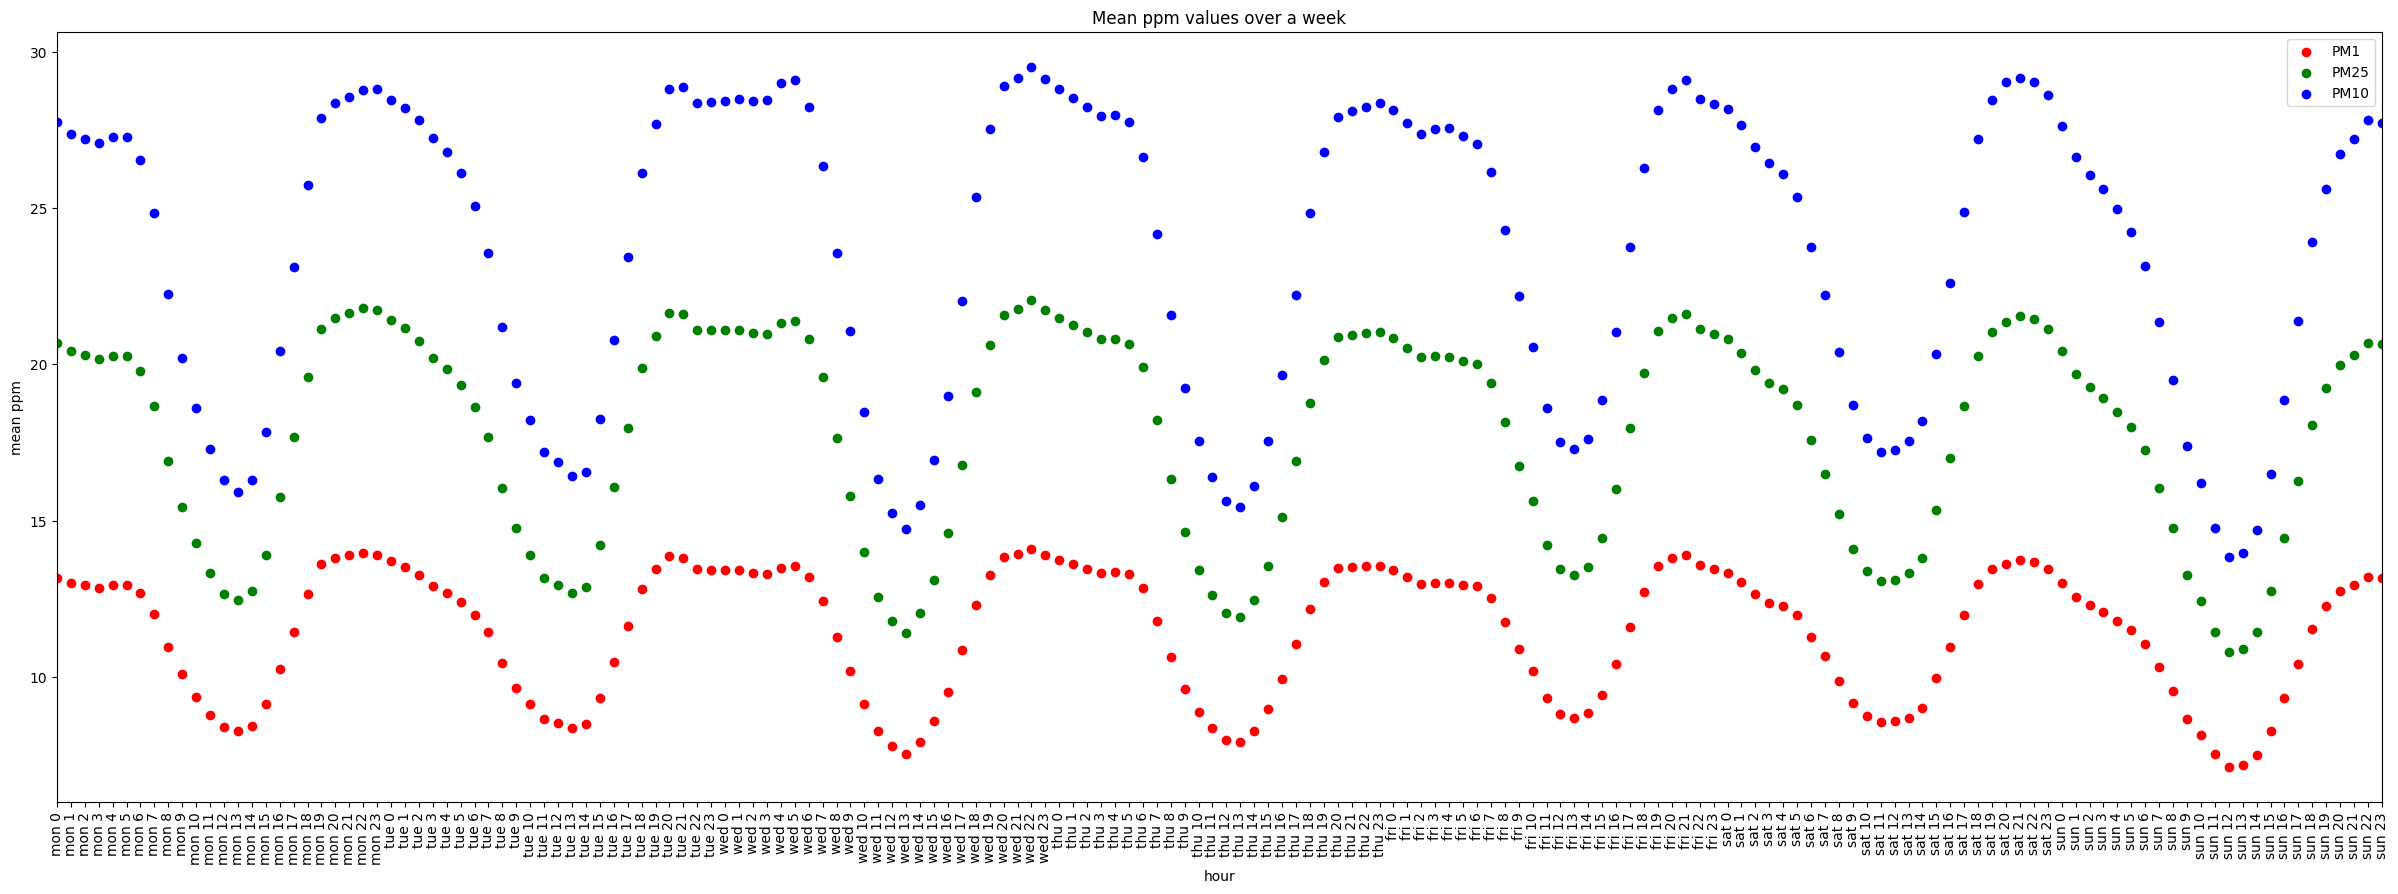 Mean ppm values over a week
PM1
PM25
PM10
mean ppm
30
25
20
15
10
mon 0
mon 1
mon 2
mon 3
mon 4
mon 5
mon 6
mon 7
mon 8
mon 9
mon 10
mon 11
mon 12
mon 13
mon 14
mon 15
mon 16
mon 17
mon 18
mon 19
mon 20
mon 21
mon 22
mon 23
tue 0
tue 1
tue 2
tue 3
tue 4
tue 5
tue 6
tue 7
tue 8
tue 9
tue 10
tue 11
tue 12
tue 13
tue 14
tue 15
tue 16
tue 17
tue 18
tue 19
tue 20
tue 21
tue 22
tue 23
wed 0
wed 1
wed 2
wed 3
wed 4
wed 5
wed 6
wed 7
wed 8
wed 9
wed 10
wed 11
wed 12
wed 13
wed 14
wed 15
wed 16
wed 17
wed 18
wed 19
wed 20
wed 21
wed 22
wed 23
thu 0
thu 1
thu 2
thu 3
thu 4
thu 5
thu 6
thu 7
thu 8
thu 9
thu 10
thu 11
thu 12
thu 13
thu 14
thu 15
thu 16
thu 17
thu 18
thu 19
thu 20
thu 21
thu 22
thu 23
fri 0
fri 1
fri 2
fri 3
fri 4
fri 5
fri 6
fri 7
fri 8
fri 9
fri 10
fri 11
fri 12
fri 13
fri 14
fri 15
fri 16
fri 17
fri 18
fri 19
fri 20
fri 21
fri 22
fri 23
sat 0
sat 1
sat 2
sat 3
sat 4
sat 5
sat 6
sat 7
sat 8
sat 9
sat 10
sat 11
sat 12
sat 13
sat 14
sat 15
sat 16
sat 17
sat 18
sat 19
sat 20
sat 21
sat 22
sat 23
sun 0
sun 1
sun 2
sun 3
sun 4
sun 5
sun 6
sun 7
sun 8
sun 9
sun 10
sun 11
sun 12
sun 13
sun 14
sun 15
sun 16
sun 17
sun 18
sun 19
sun 20
sun 21
sun 22
sun 23
hour